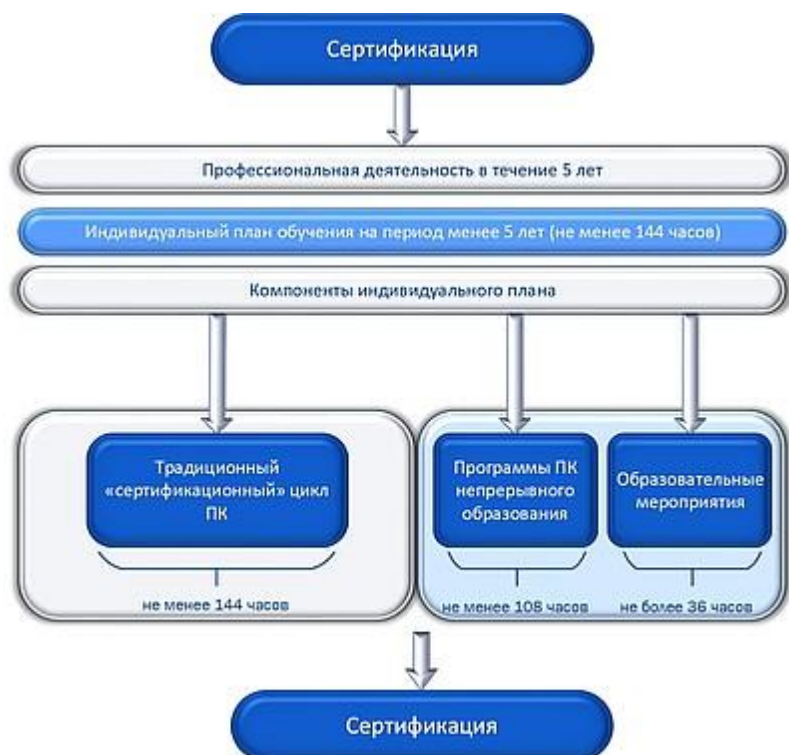 Сертификация
Профессиональная деятельность в течение 5 лет
Индивидуальный план обучения на период менее 5 лет (не менее 144 часов)
Компоненты индивидуального плана
Традиционный
«сертификационный» цикл
ПК
не менее 144 часов
Программы ПК
непрерывного
образования
не менее 108 часов
Образовательные
мероприятия
не более 36 часов
Сертификация